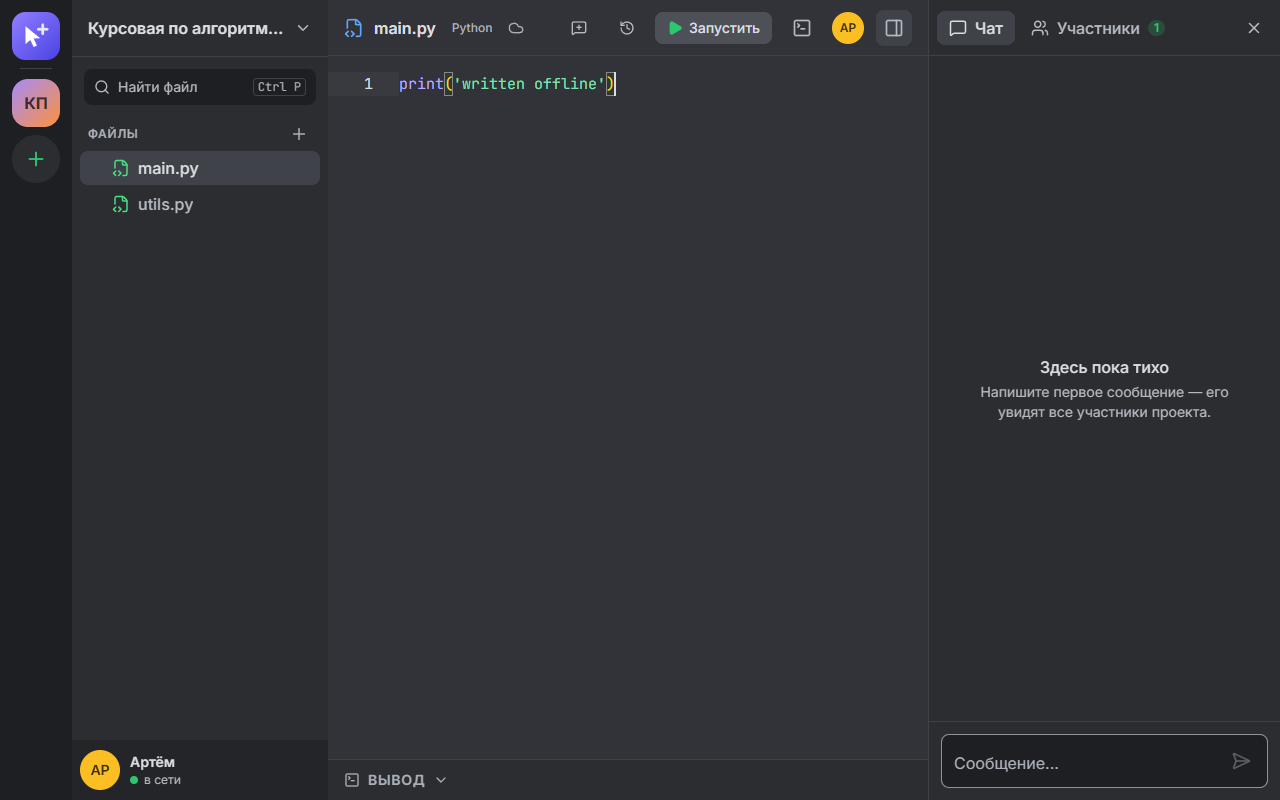 КП
Курсовая по алгоритм...
Найти файл
Ctrl P
ФАЙЛЫ
main.py
utils.py
АР
Артём
в сети
main.py
Python
Запустить
АР
1
print('written offline')
ВЫВОД
Чат
Участники
1
Здесь пока тихо
Напишите первое сообщение — его
увидят все участники проекта.
Сообщение...